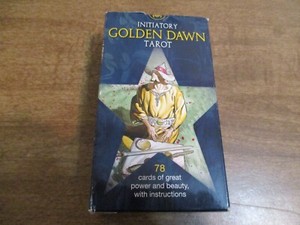 INITIATORY
GOLDEN DAWN
TAROT
78
cards of great
power and beauty,
with instructions